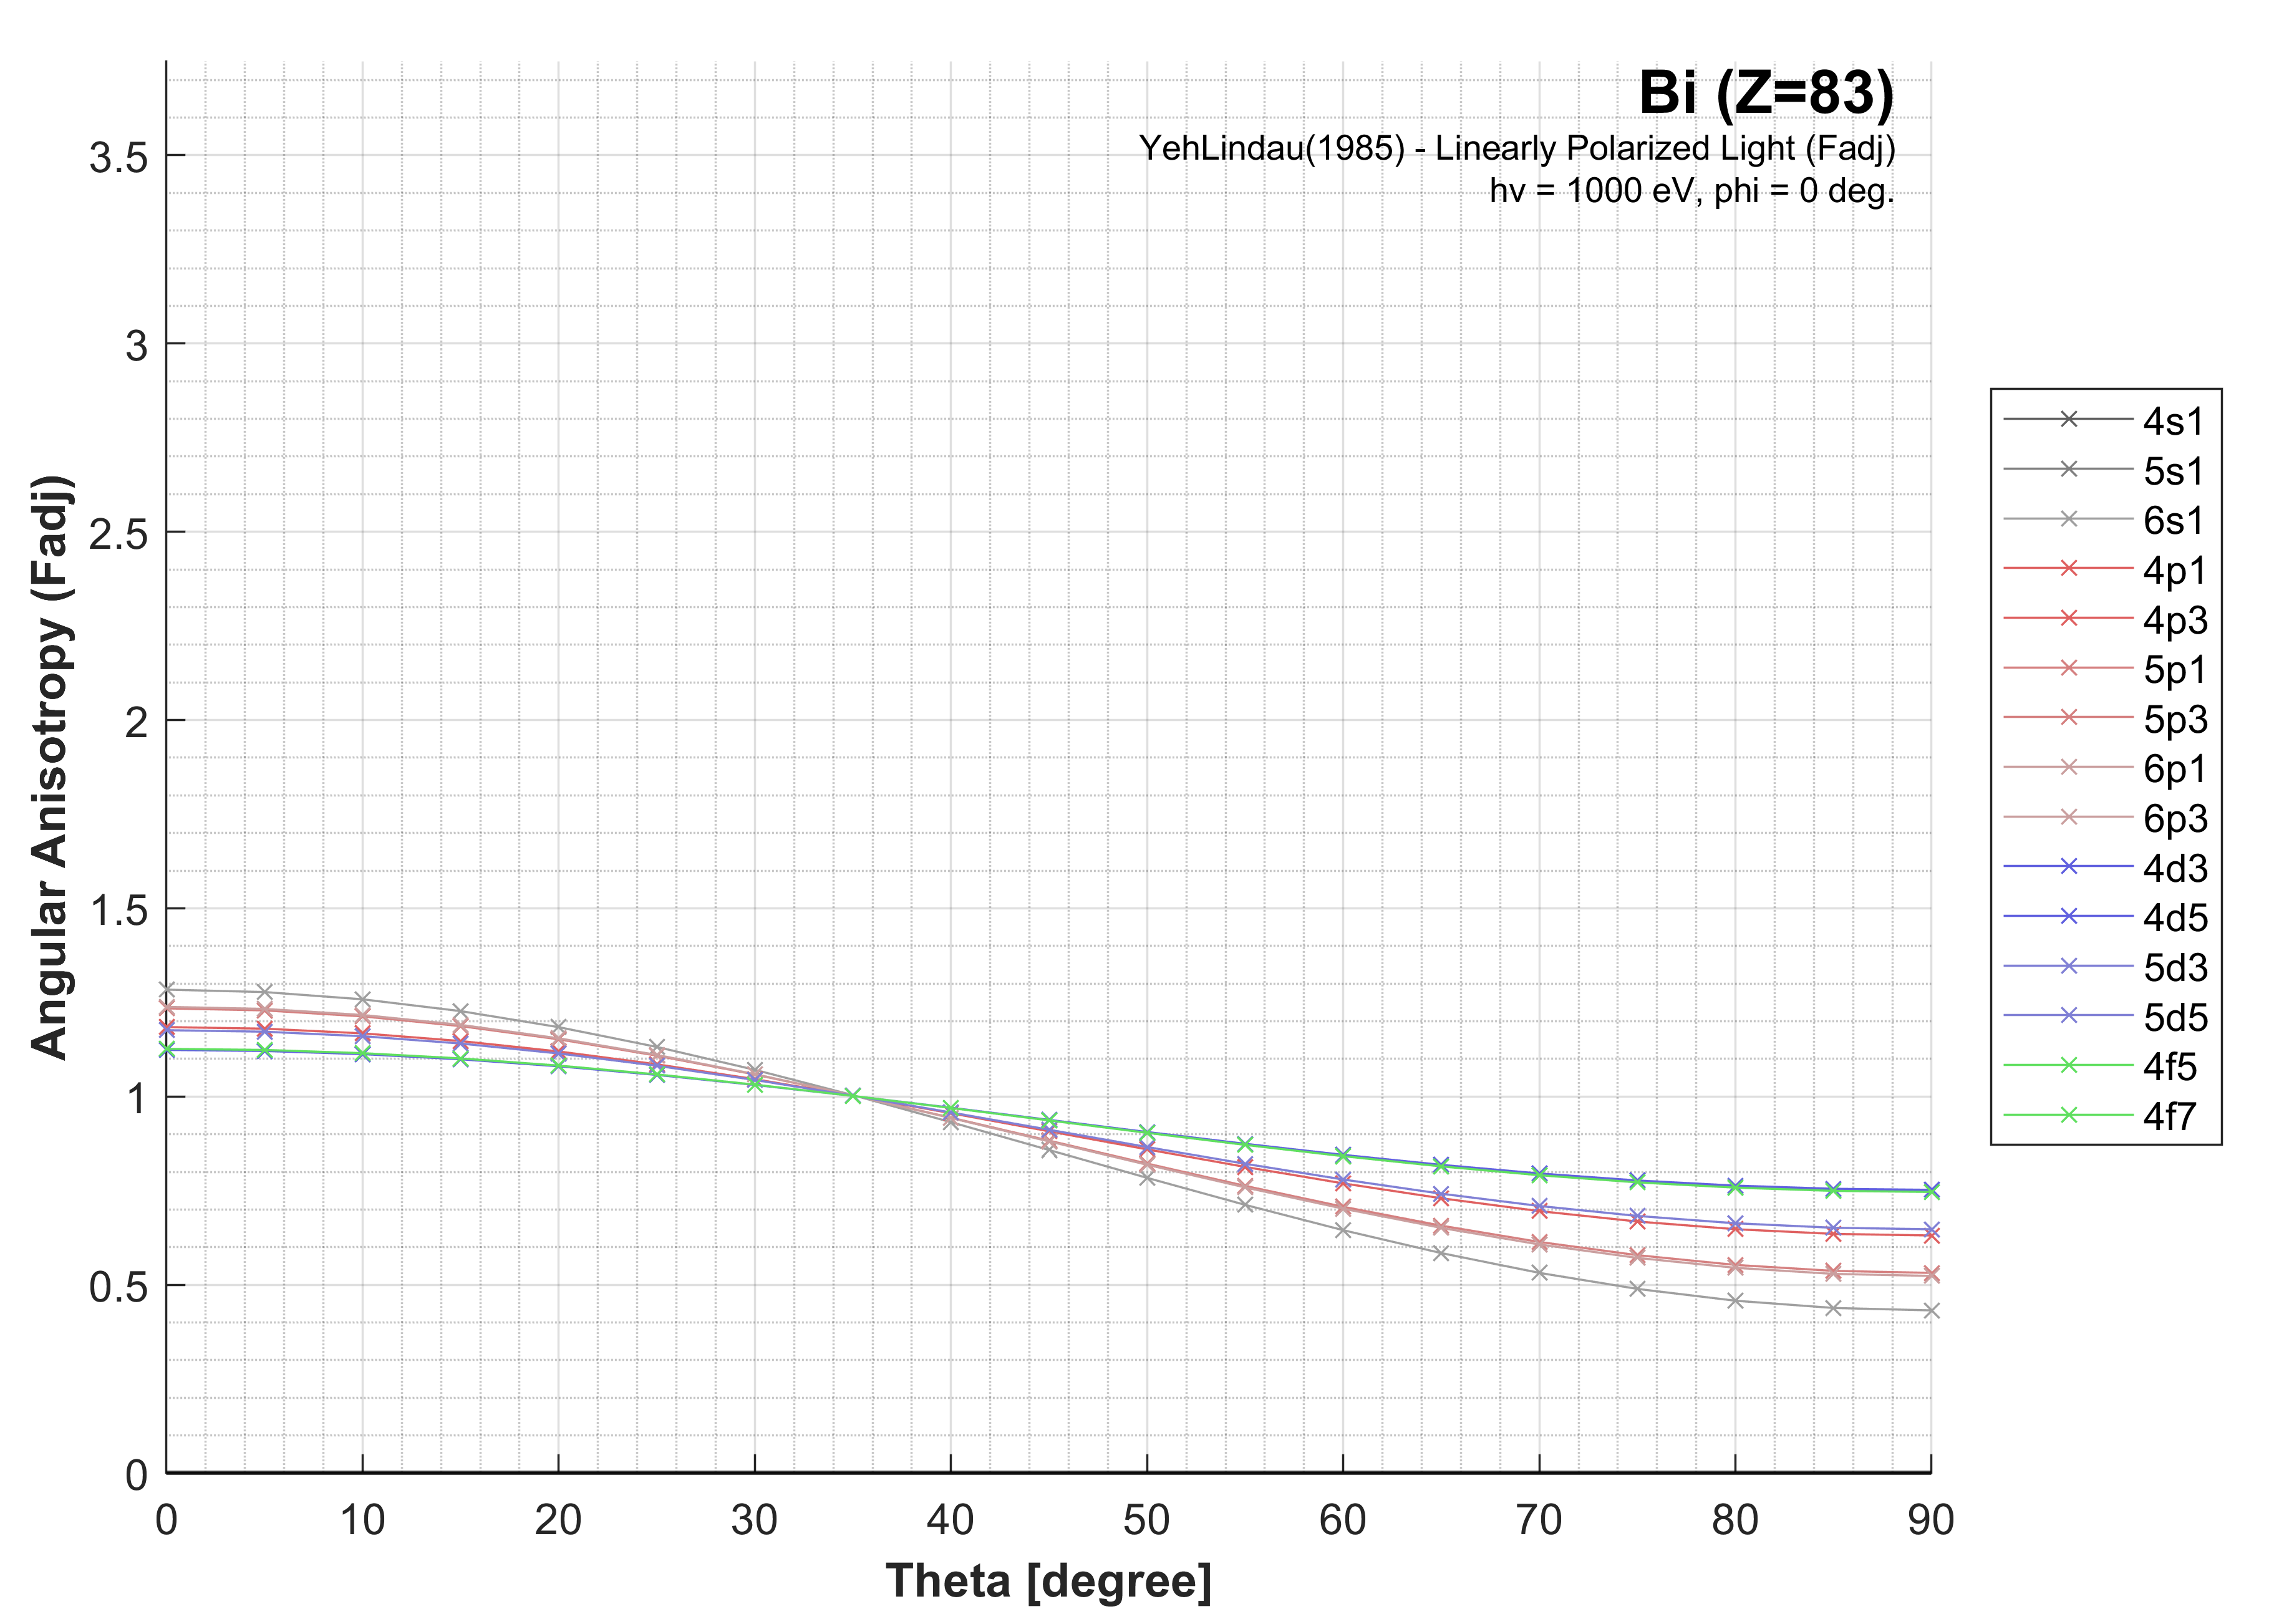 Bi (Z=83)
YehLindau(1985) - Linearly Polarized Light (Fadj)
hv = 1000 eV, phi = 0 deg.
Angular Anisotropy (Fadj)
3.5
3
2.5
2
1.5
1
0.5
0
0 10 20 30 40 50 60 70 80 90
Theta [degree]
4s1
5s1
6s1
4p1
4p3
5p1
5p3
6p1
6p3
4d3
4d5
5d3
5d5
4f5
4f7